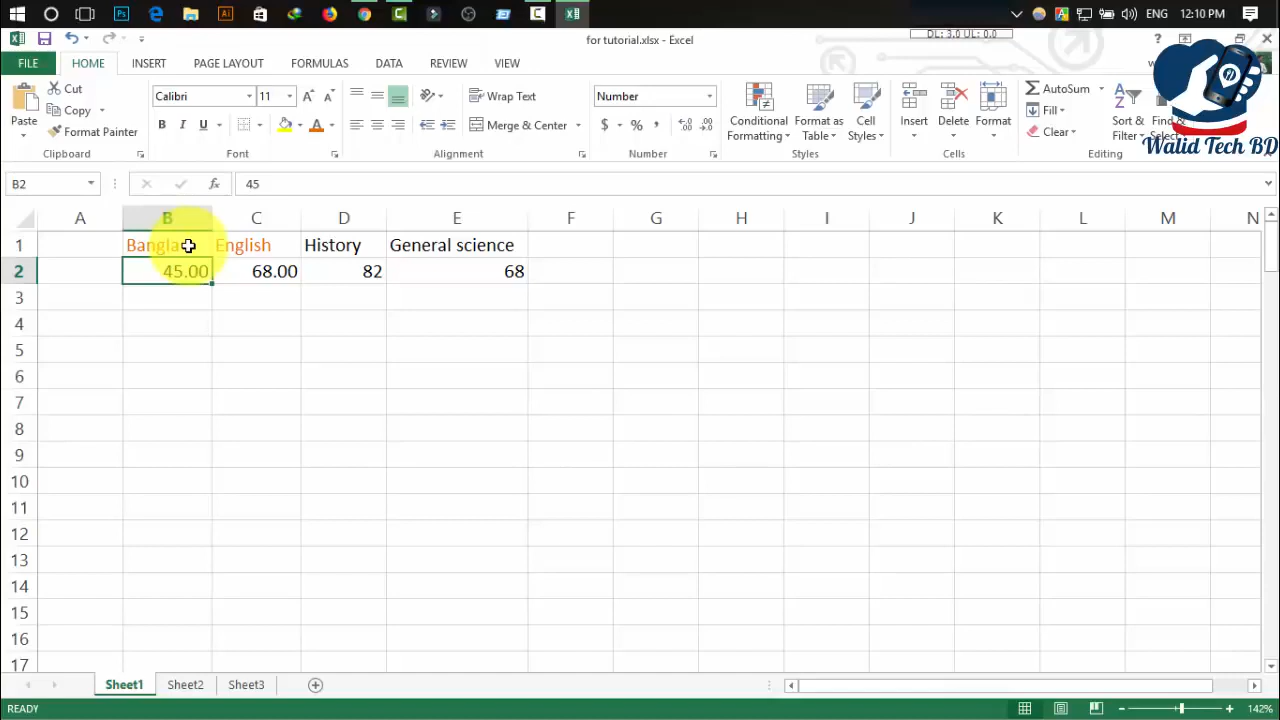 ENG 12:10 PM
for tutorial.xlsx - Excel
DL: 3.0 UL: 0.0
FILE HOME INSERT PAGE LAYOUT FORMULAS DATA REVIEW VIEW
Paste
Cut
Copy
Format Painter
Clipboard
Calibri 11
B I U
Font
Wrap Text
Merge & Center
Alignment
Number
$ % ,
Number
Conditional Formatting
Format as Table
Cell Styles
Styles
Insert
Delete
Format
Cells
AutoSum
Fill
Clear
Sort & Filter
Find & Select
Editing
Walid Tech BD
B2 fx 45
A B C D E F G H I J K L M N
1 Bangla English History General science
2 45.00 68.00 82 68
3
4
5
6
7
8
9
10
11
12
13
14
15
16
17
Sheet1 Sheet2 Sheet3
READY 142%